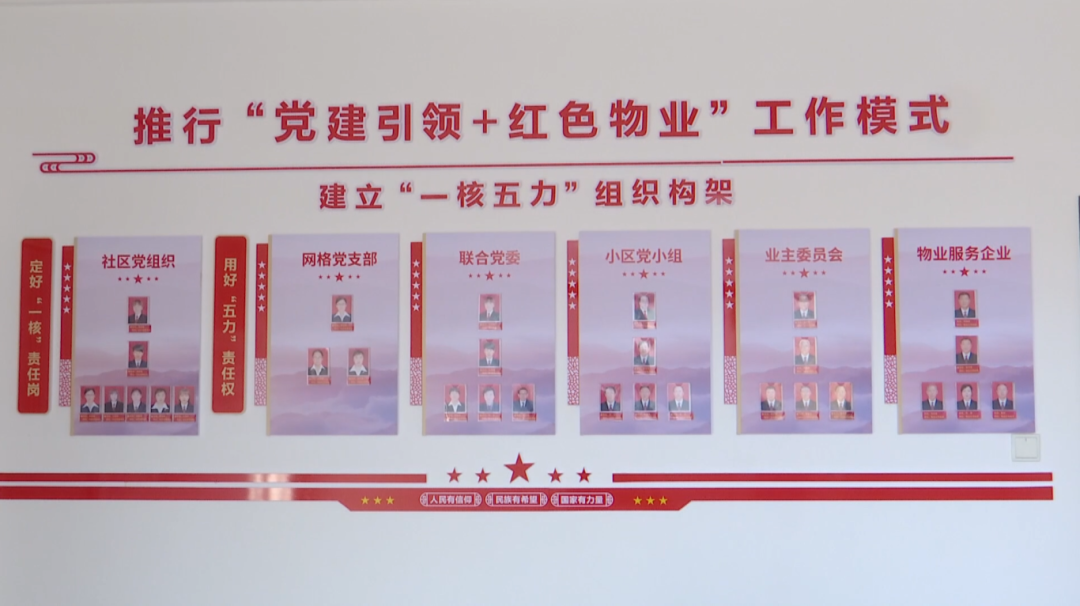 推行“党建引领+红色物业”工作模式
建立“一核五力”组织构架
定好“一核”责任岗
社区党组织
用好“五力”责任权
网格党支部
联合党委
小区党小组
业主委员会
物业服务企业
人民有信仰 民族有希望 国家有力量